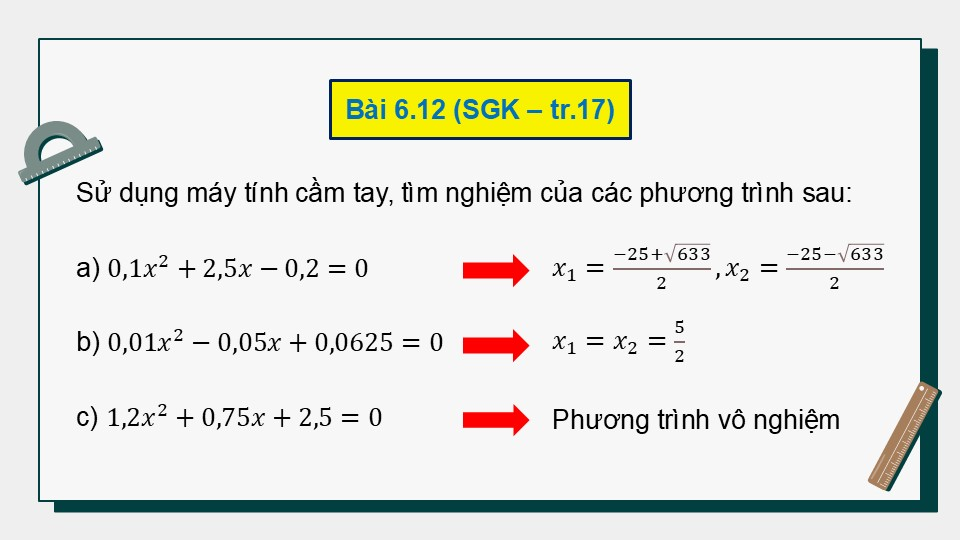 Bài 6.12 (SGK – tr.17)
Sử dụng máy tính cầm tay, tìm nghiệm của các phương trình sau:
a) 0,1x² + 2,5x − 0,2 = 0 x₁ = (−25+√633)/2 , x₂ = (−25−√633)/2
b) 0,01x² − 0,05x + 0,0625 = 0 x₁ = x₂ = 5/2
c) 1,2x² + 0,75x + 2,5 = 0 Phương trình vô nghiệm